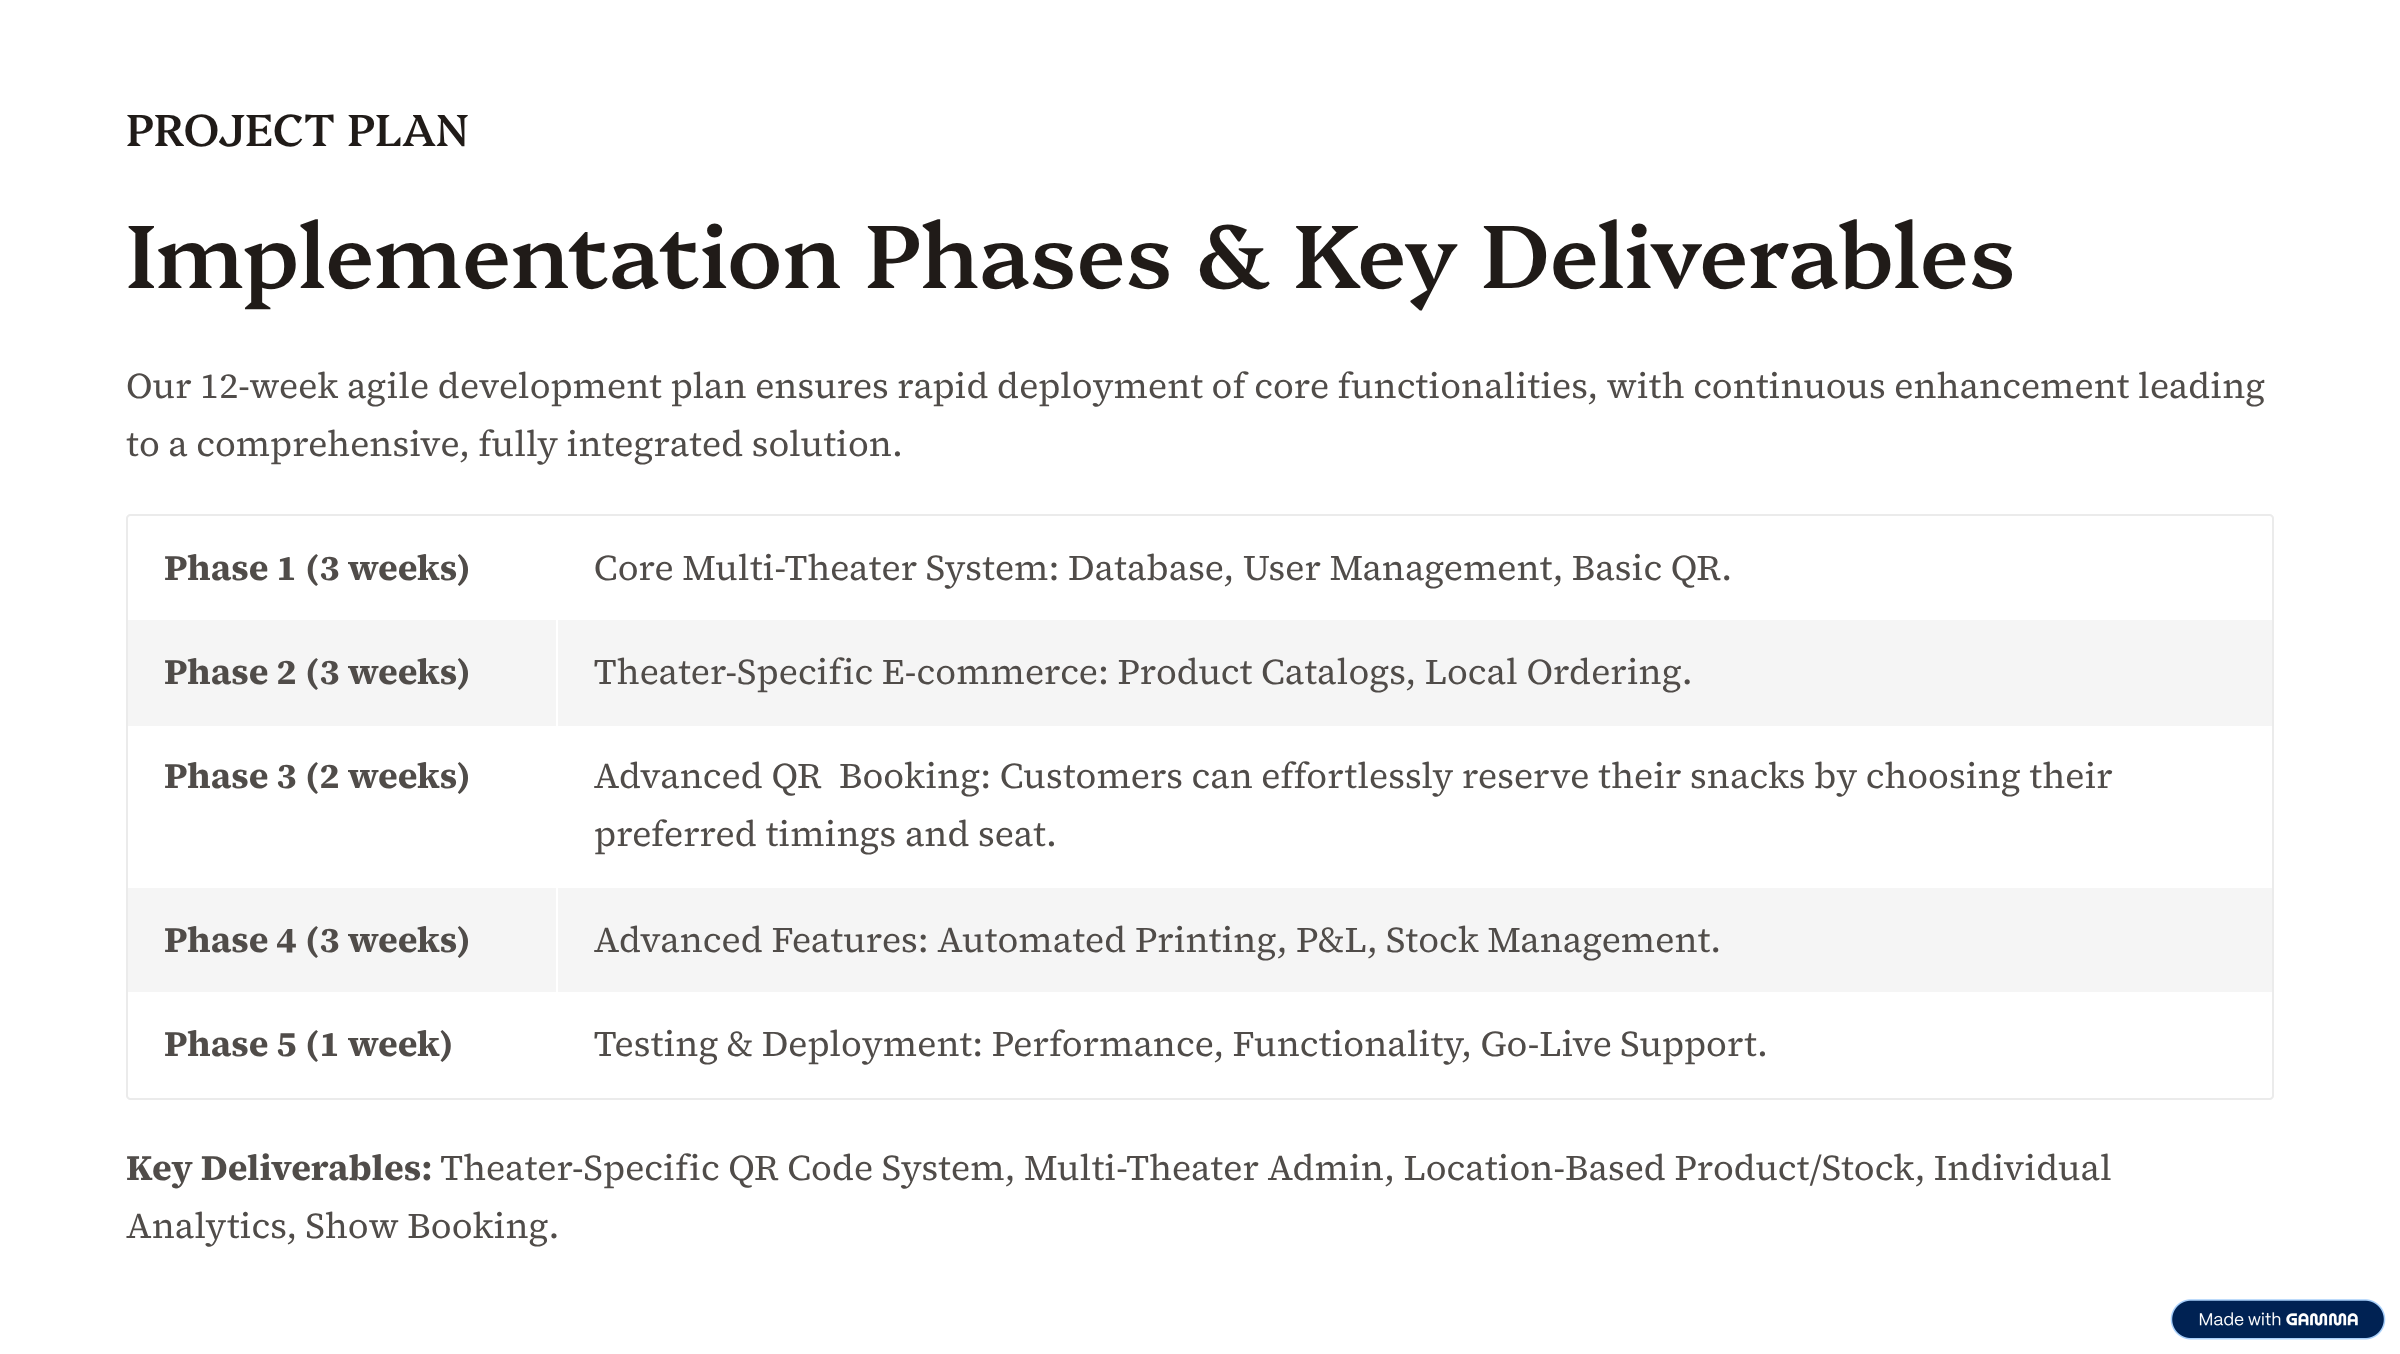 PROJECT PLAN
Implementation Phases & Key Deliverables
Our 12-week agile development plan ensures rapid deployment of core functionalities, with continuous enhancement leading
to a comprehensive, fully integrated solution.
Phase 1 (3 weeks) Core Multi-Theater System: Database, User Management, Basic QR.
Phase 2 (3 weeks) Theater-Specific E-commerce: Product Catalogs, Local Ordering.
Phase 3 (2 weeks) Advanced QR  Booking: Customers can effortlessly reserve their snacks by choosing their
preferred timings and seat.
Phase 4 (3 weeks) Advanced Features: Automated Printing, P&L, Stock Management.
Phase 5 (1 week) Testing & Deployment: Performance, Functionality, Go-Live Support.
Key Deliverables: Theater-Specific QR Code System, Multi-Theater Admin, Location-Based Product/Stock, Individual
Analytics, Show Booking.
Made with GAMMA